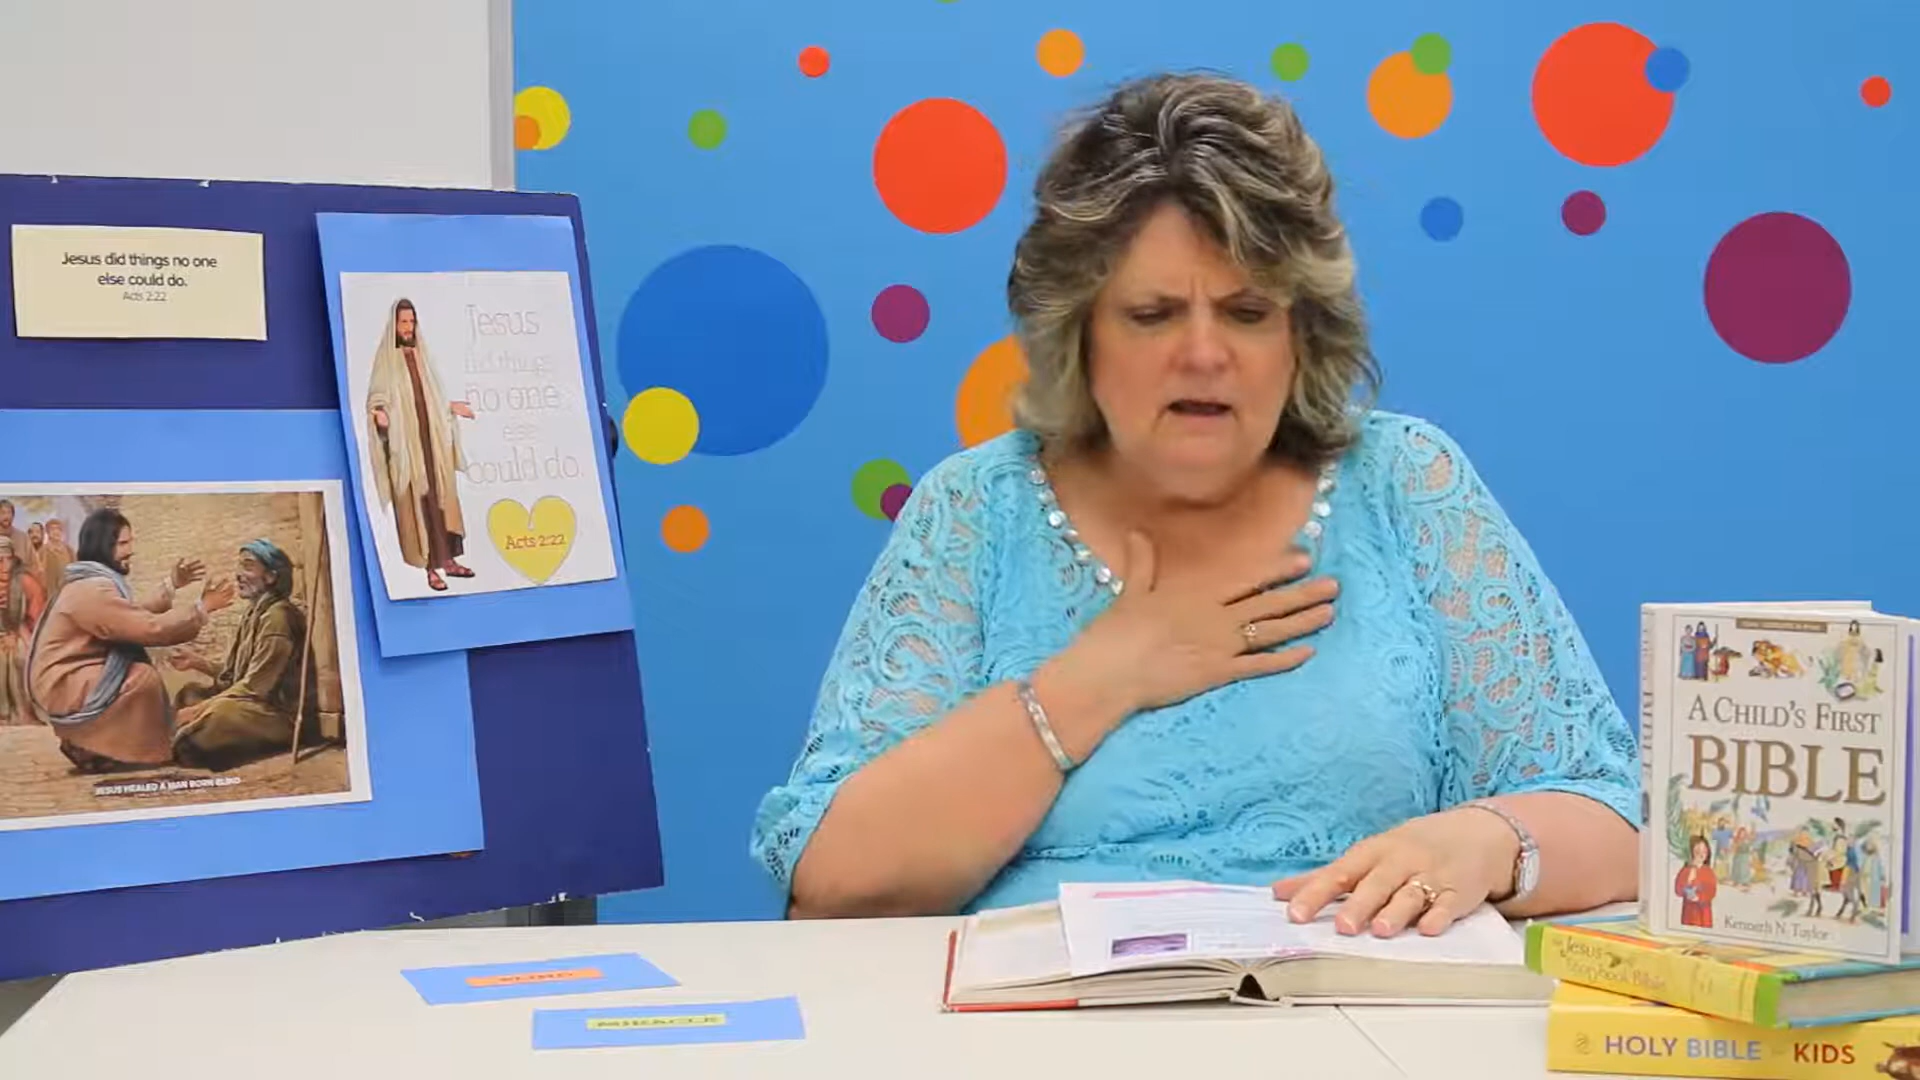 Jesus did things no one
else could do.
Acts 2:22
Jesus
did things
no one
else
could do.
Acts 2:22
JESUS HEALED A MAN BORN BLIND
MIRACLE
A CHILD'S FIRST
BIBLE
Kenneth N. Taylor
Jesus
Storybook Bible
HOLY BIBLE
KIDS